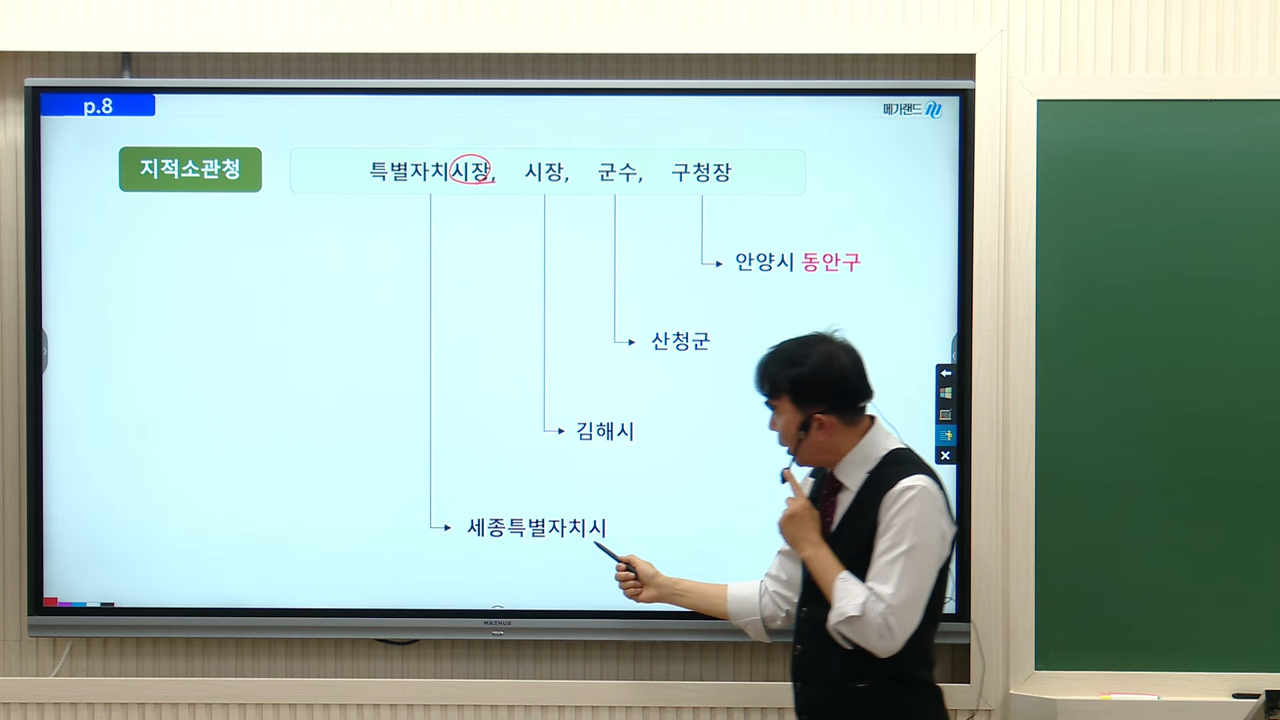 p.8
메가랜드
지적소관청
특별자치시장, 시장, 군수, 구청장
안양시 동안구
산청군
김해시
세종특별자치시
MAXHUB